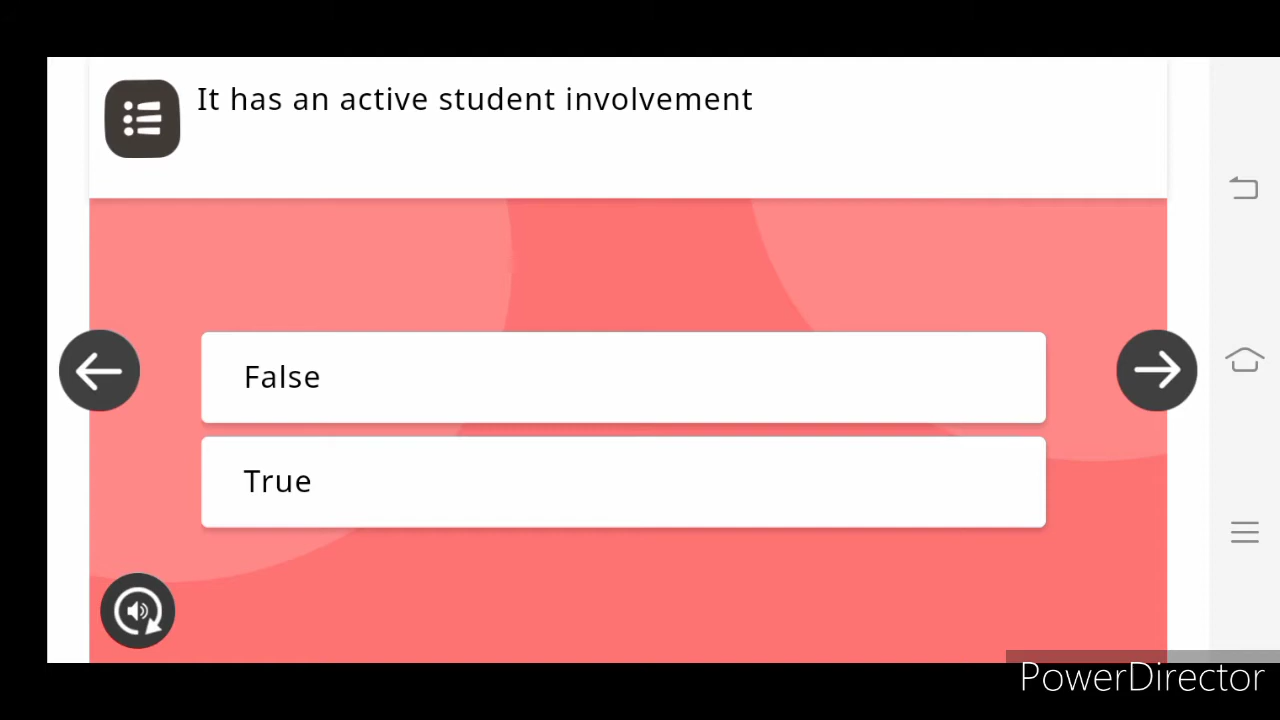 It has an active student involvement
False
True
PowerDirector